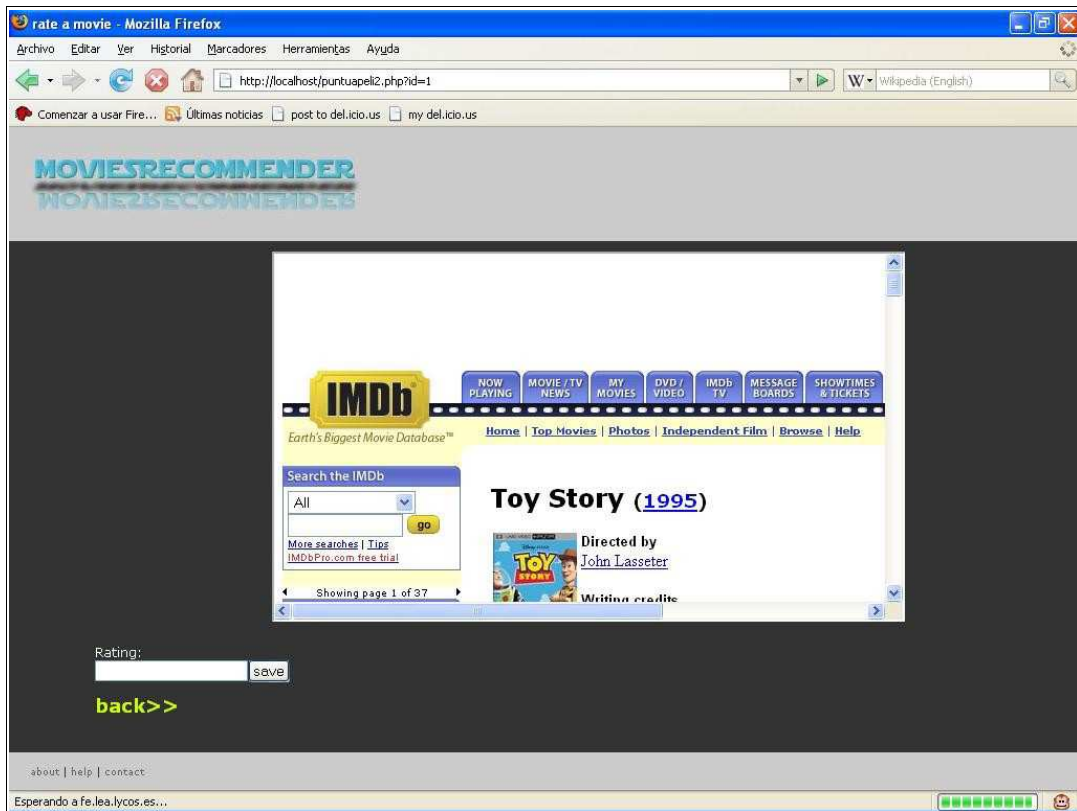 rate a movie - Mozilla Firefox
Archivo Editar Ver Historial Marcadores Herramientas Ayuda
http://localhost/puntuapeli2.php?id=1
W Wikipedia (English)
Comenzar a usar Fire... Últimas noticias post to del.icio.us my del.icio.us
MOVIESRECOMMENDER
NOW PLAYING
MOVIE / TV NEWS
MY MOVIES
DVD / VIDEO
IMDb TV
MESSAGE BOARDS
SHOWTIMES & TICKETS
IMDb
Earth's Biggest Movie Database™
Home | Top Movies | Photos | Independent Film | Browse | Help
Search the IMDb
All
go
More searches | Tips
IMDbPro.com free trial
Showing page 1 of 37
Toy Story (1995)
Disney
TOY STORY
Directed by
John Lasseter
Writing credits
Rating:
save
back>>
about | help | contact
Esperando a fe.lea.lycos.es...